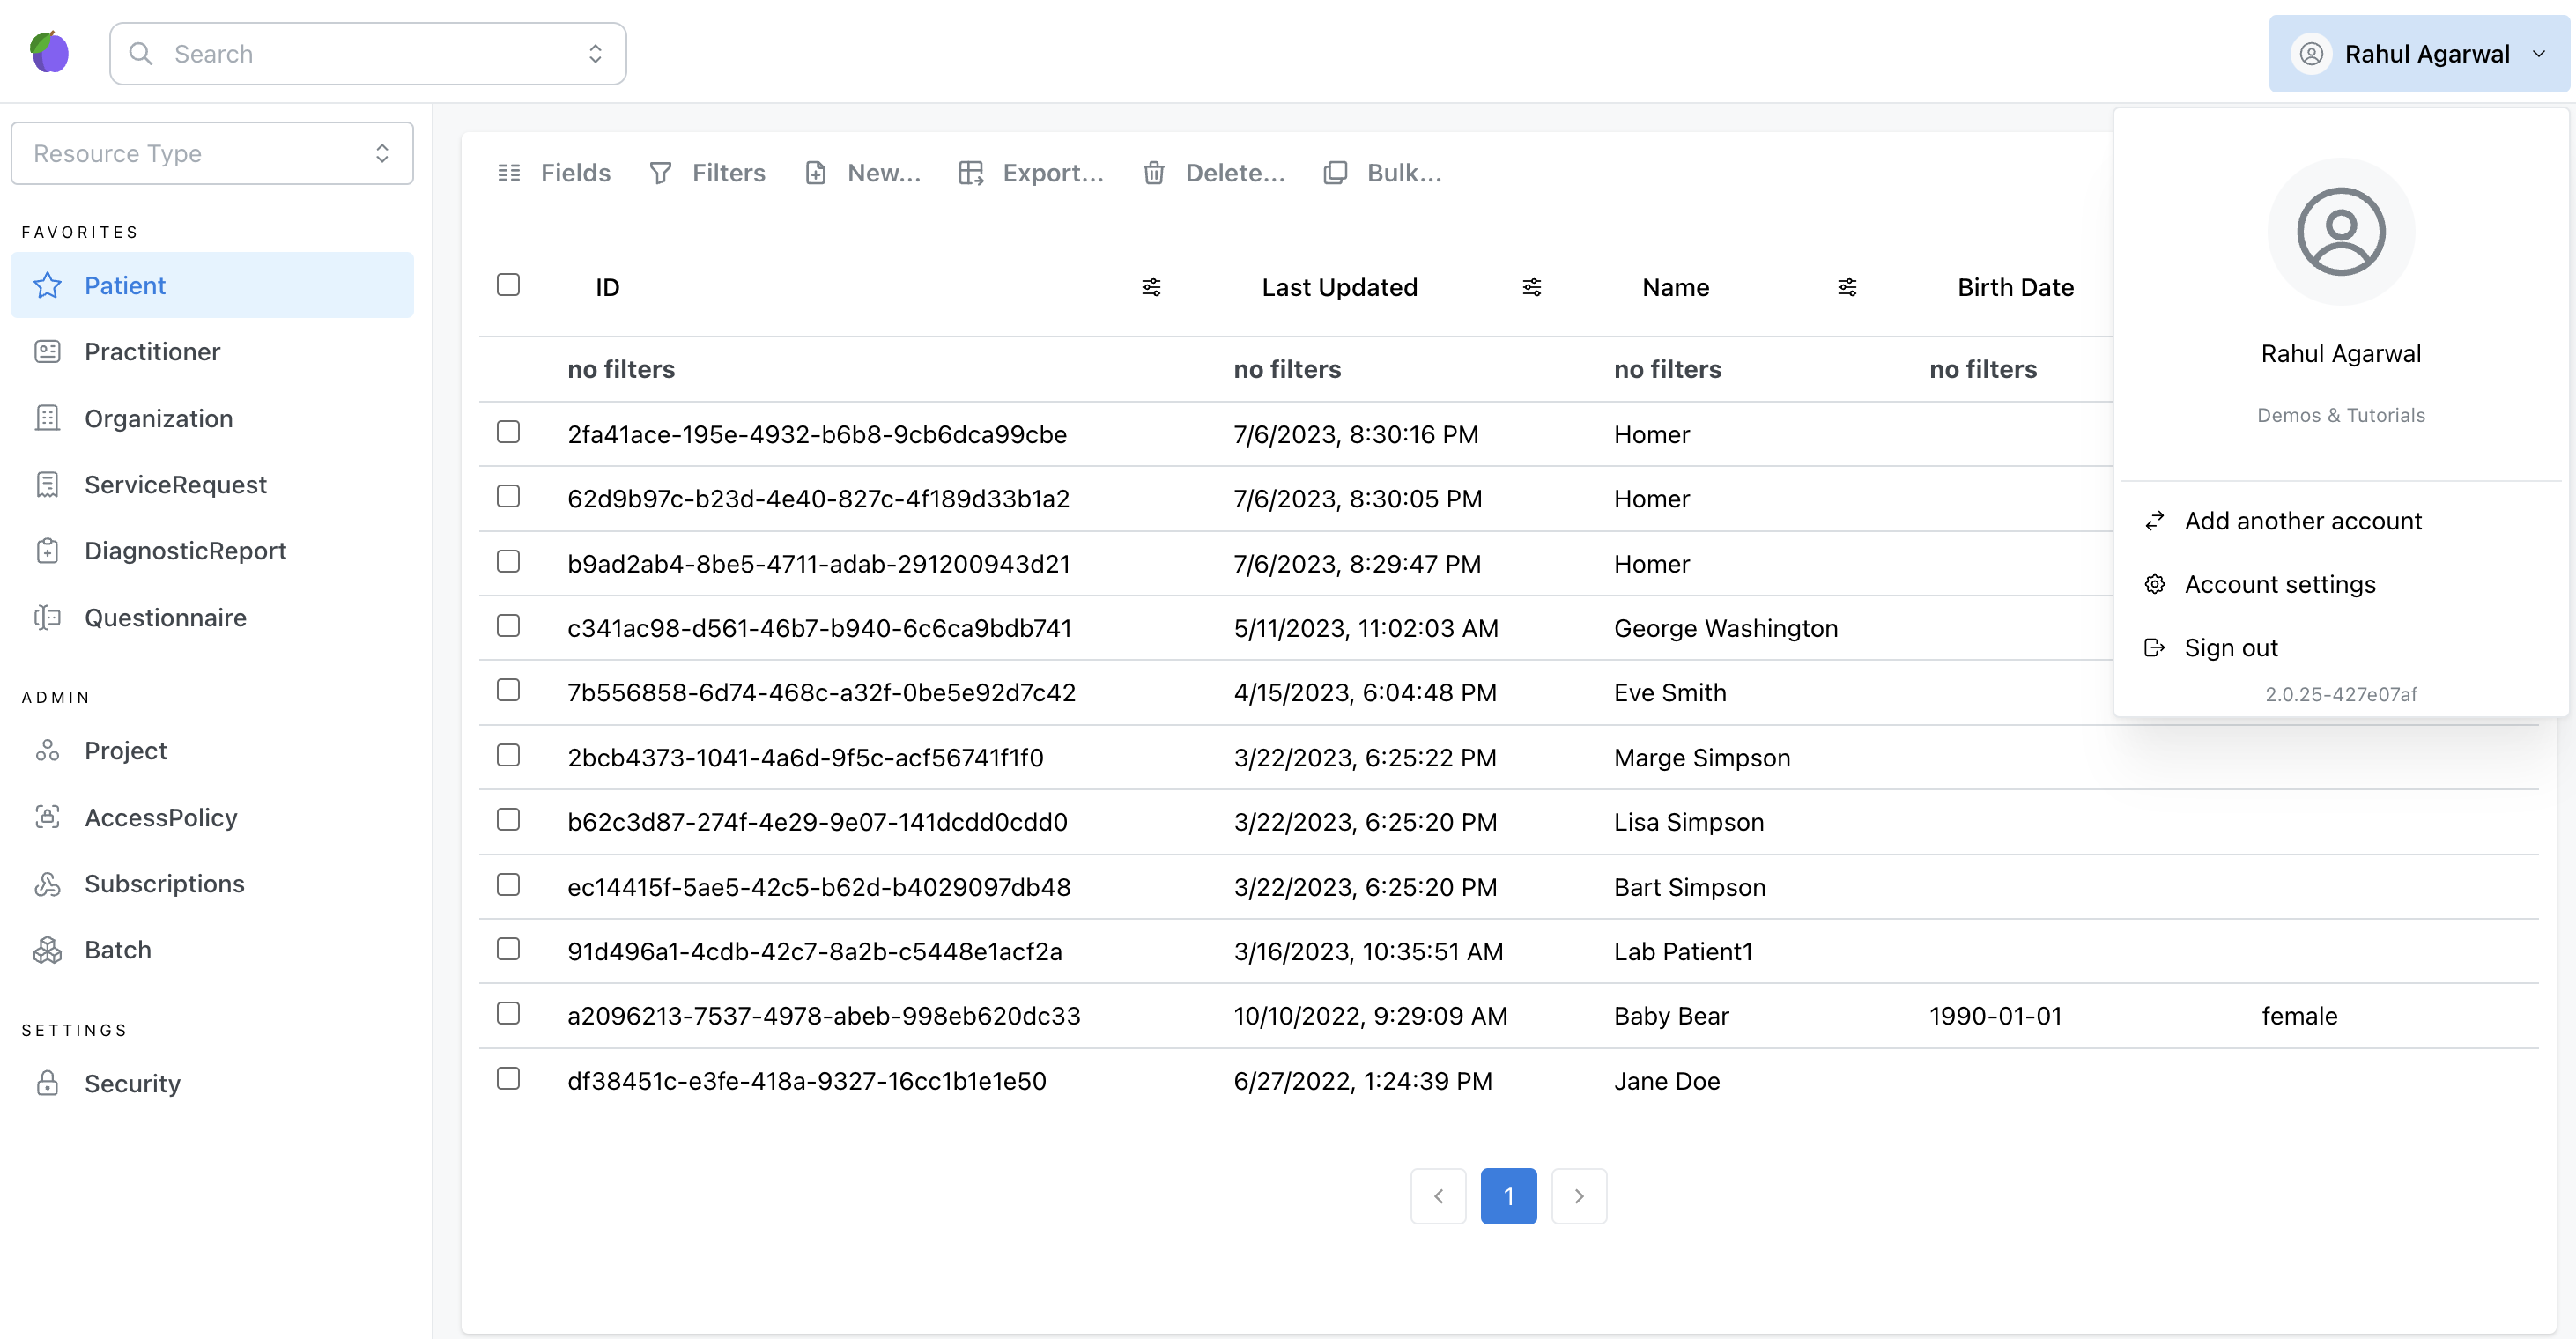 Search
Rahul Agarwal
Resource Type
FAVORITES
Patient
Practitioner
Organization
ServiceRequest
DiagnosticReport
Questionnaire
ADMIN
Project
AccessPolicy
Subscriptions
Batch
SETTINGS
Security
Fields Filters New... Export... Delete... Bulk...
ID Last Updated Name Birth Date
no filters no filters no filters no filters
2fa41ace-195e-4932-b6b8-9cb6dca99cbe 7/6/2023, 8:30:16 PM Homer
62d9b97c-b23d-4e40-827c-4f189d33b1a2 7/6/2023, 8:30:05 PM Homer
b9ad2ab4-8be5-4711-adab-291200943d21 7/6/2023, 8:29:47 PM Homer
c341ac98-d561-46b7-b940-6c6ca9bdb741 5/11/2023, 11:02:03 AM George Washington
7b556858-6d74-468c-a32f-0be5e92d7c42 4/15/2023, 6:04:48 PM Eve Smith
2bcb4373-1041-4a6d-9f5c-acf56741f1f0 3/22/2023, 6:25:22 PM Marge Simpson
b62c3d87-274f-4e29-9e07-141dcdd0cdd0 3/22/2023, 6:25:20 PM Lisa Simpson
ec14415f-5ae5-42c5-b62d-b4029097db48 3/22/2023, 6:25:20 PM Bart Simpson
91d496a1-4cdb-42c7-8a2b-c5448e1acf2a 3/16/2023, 10:35:51 AM Lab Patient1
a2096213-7537-4978-abeb-998eb620dc33 10/10/2022, 9:29:09 AM Baby Bear 1990-01-01 female
df38451c-e3fe-418a-9327-16cc1b1e1e50 6/27/2022, 1:24:39 PM Jane Doe
1
Rahul Agarwal
Demos & Tutorials
Add another account
Account settings
Sign out
2.0.25-427e07af